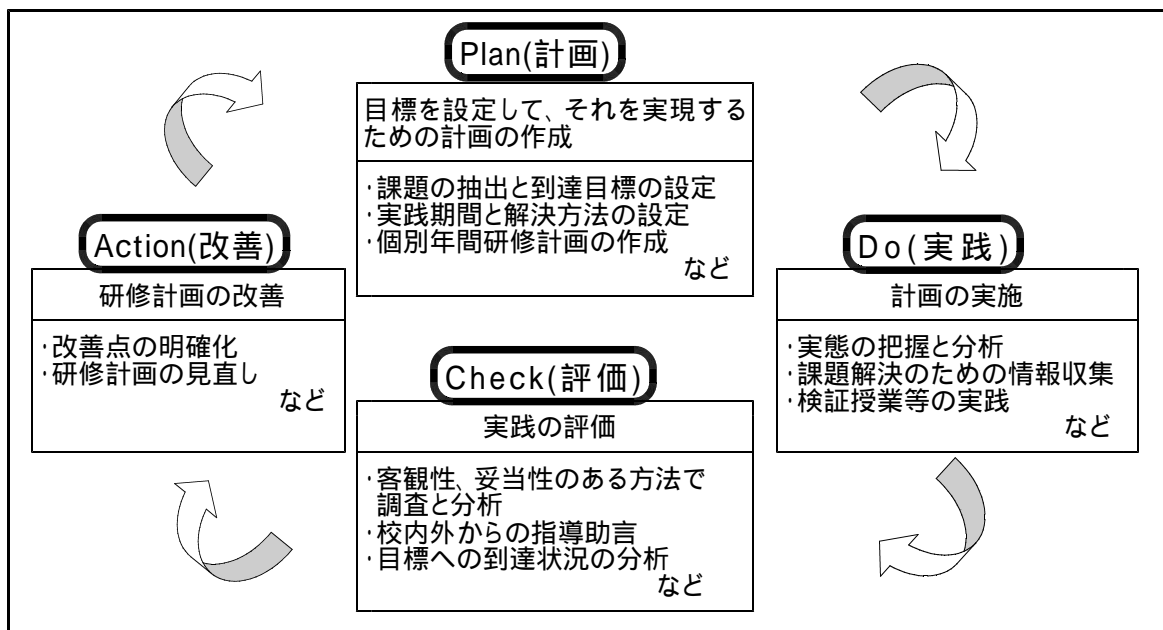 Plan(計画)
目標を設定して、それを実現する
ための計画の作成
・課題の抽出と到達目標の設定
・実践期間と解決方法の設定
・個別年間研修計画の作成
など
Do(実践)
計画の実施
・実態の把握と分析
・課題解決のための情報収集
・検証授業等の実践
など
Check(評価)
実践の評価
・客観性、妥当性のある方法で
調査と分析
・校内外からの指導助言
・目標への到達状況の分析
など
Action(改善)
研修計画の改善
・改善点の明確化
・研修計画の見直し
など